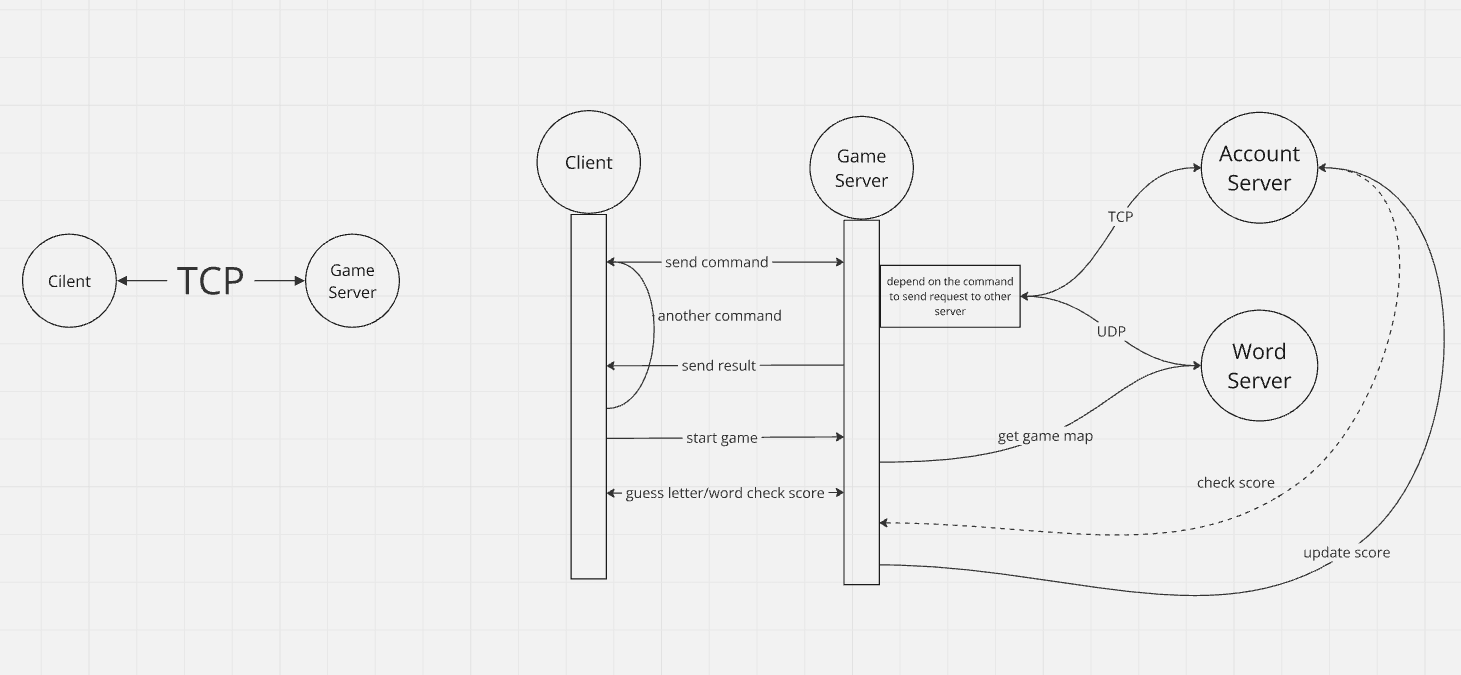 Cilent
TCP
Game
Server
Client
Game
Server
send command
another command
send result
start game
guess letter/word check score
depend on the command
to send request to other
server
TCP
UDP
get game map
Account
Server
Word
Server
check score
update score